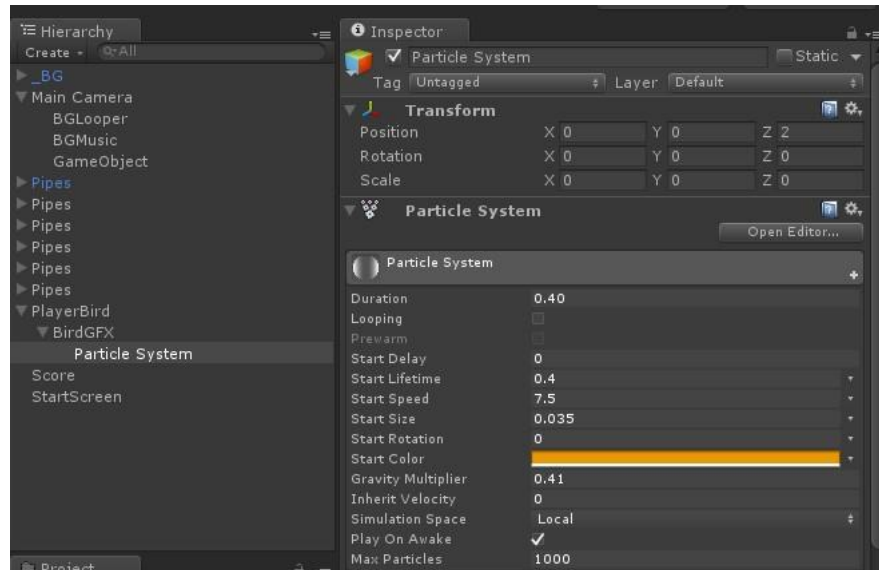 Hierarchy
Create
All
_BG
Main Camera
BGLooper
BGMusic
GameObject
Pipes
Pipes
Pipes
Pipes
Pipes
Pipes
PlayerBird
BirdGFX
Particle System
Score
StartScreen
Project
Inspector
Particle System Static
Tag Untagged Layer Default
Transform
Position X 0 Y 0 Z 2
Rotation X 0 Y 0 Z 0
Scale X 0 Y 0 Z 0
Particle System
Open Editor...
Particle System
Duration 0.40
Looping
Prewarm
Start Delay 0
Start Lifetime 0.4
Start Speed 7.5
Start Size 0.035
Start Rotation 0
Start Color
Gravity Multiplier 0.41
Inherit Velocity 0
Simulation Space Local
Play On Awake
Max Particles 1000